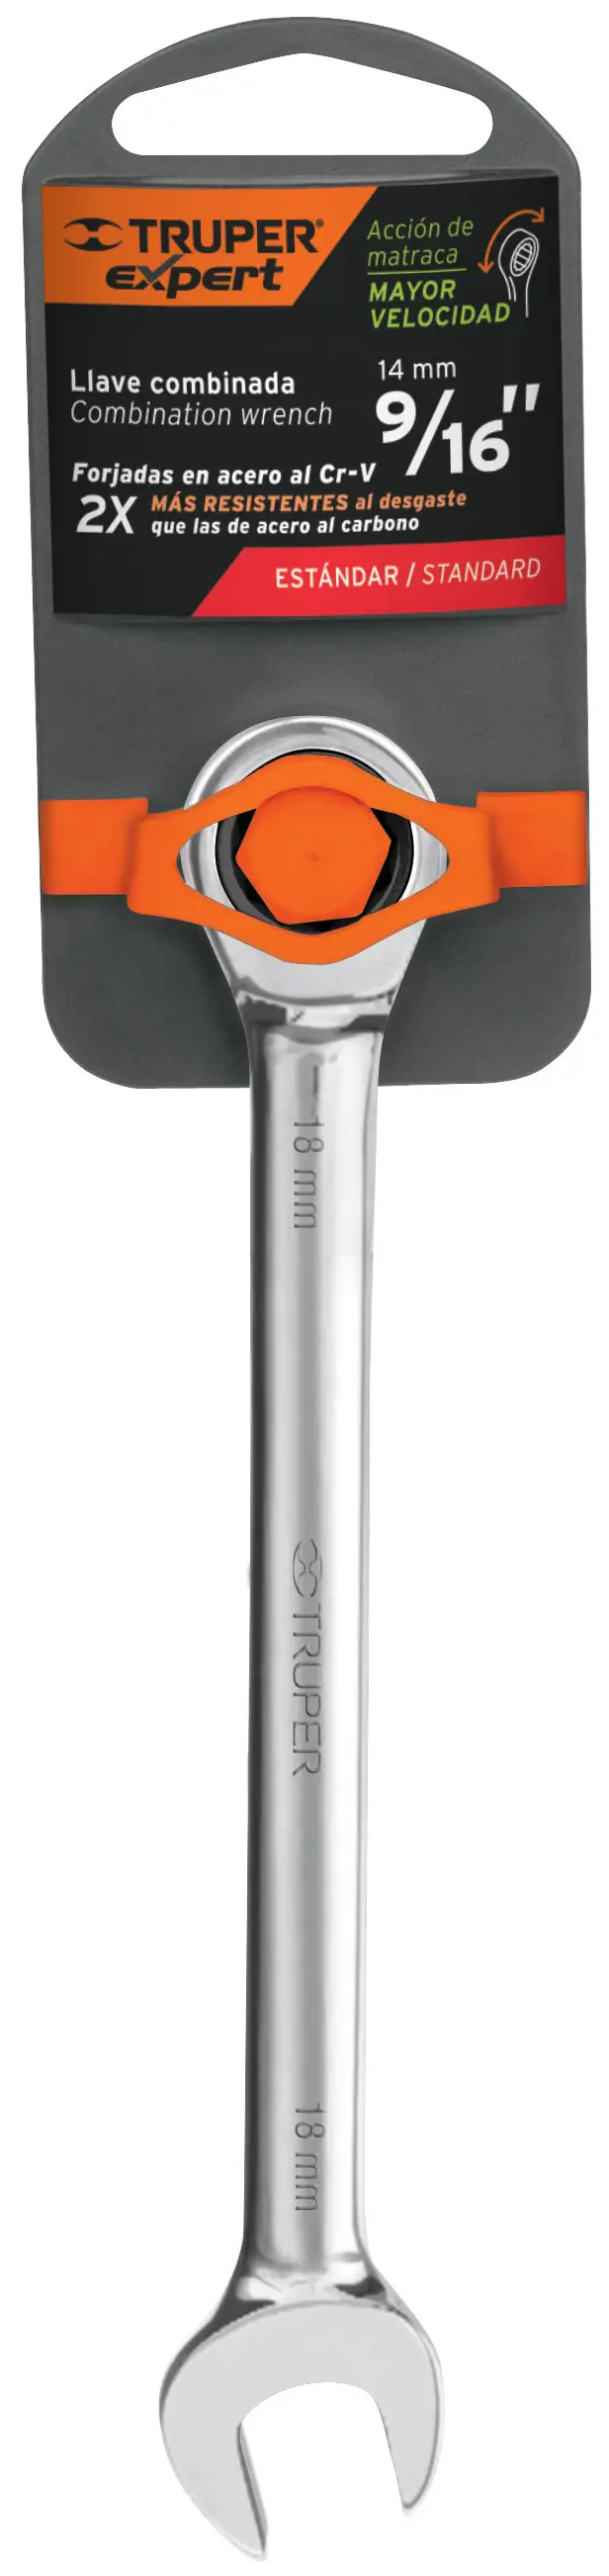 TRUPER®
expert
Acción de
matraca
MAYOR
VELOCIDAD
Llave combinada
Combination wrench
14 mm
9/16"
Forjadas en acero al Cr-V
2X MÁS RESISTENTES al desgaste
que las de acero al carbono
ESTÁNDAR / STANDARD
18 mm
TRUPER
18 mm